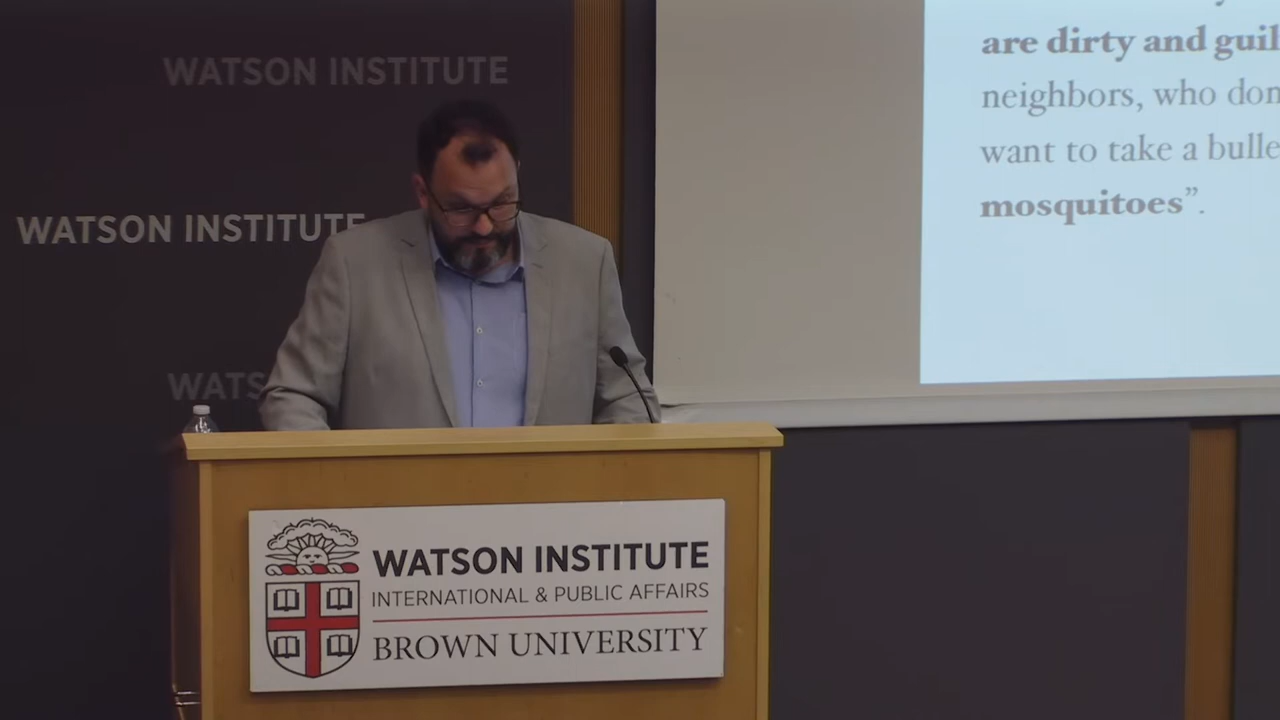 WATSON INSTITUTE
WATSON INSTITUTE
WATS
are dirty and guil
neighbors, who don
want to take a bulle
mosquitoes”.
WATSON INSTITUTE
INTERNATIONAL & PUBLIC AFFAIRS
BROWN UNIVERSITY